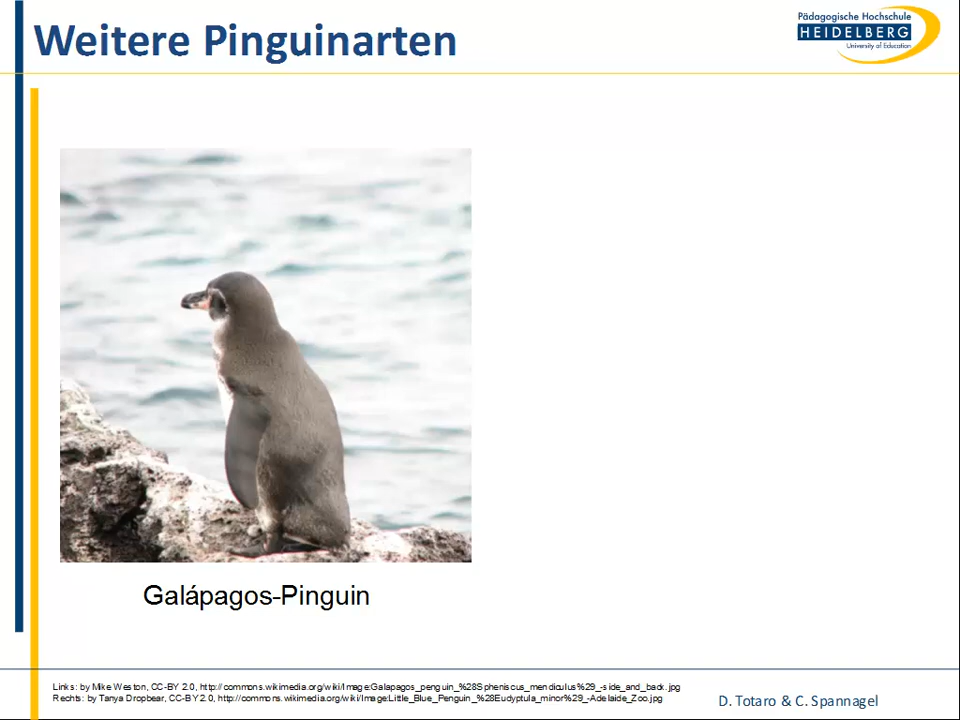 Weitere Pinguinarten
Pädagogische Hochschule
HEIDELBERG
University of Education
Galápagos-Pinguin
Links: by Mike Weston, CC-BY 2.0, http://commons.wikimedia.org/wiki/Image:Galapagos_penguin_%28Spheniscus_mendiculus%29_-side_and_back.jpg
Rechts: by Tanya Dropbear, CC-BY 2.0, http://commons.wikimedia.org/wiki/Image:Little_Blue_Penguin_%28Eudyptula_minor%29_-Adelaide_Zoo.jpg
D. Totaro & C. Spannagel